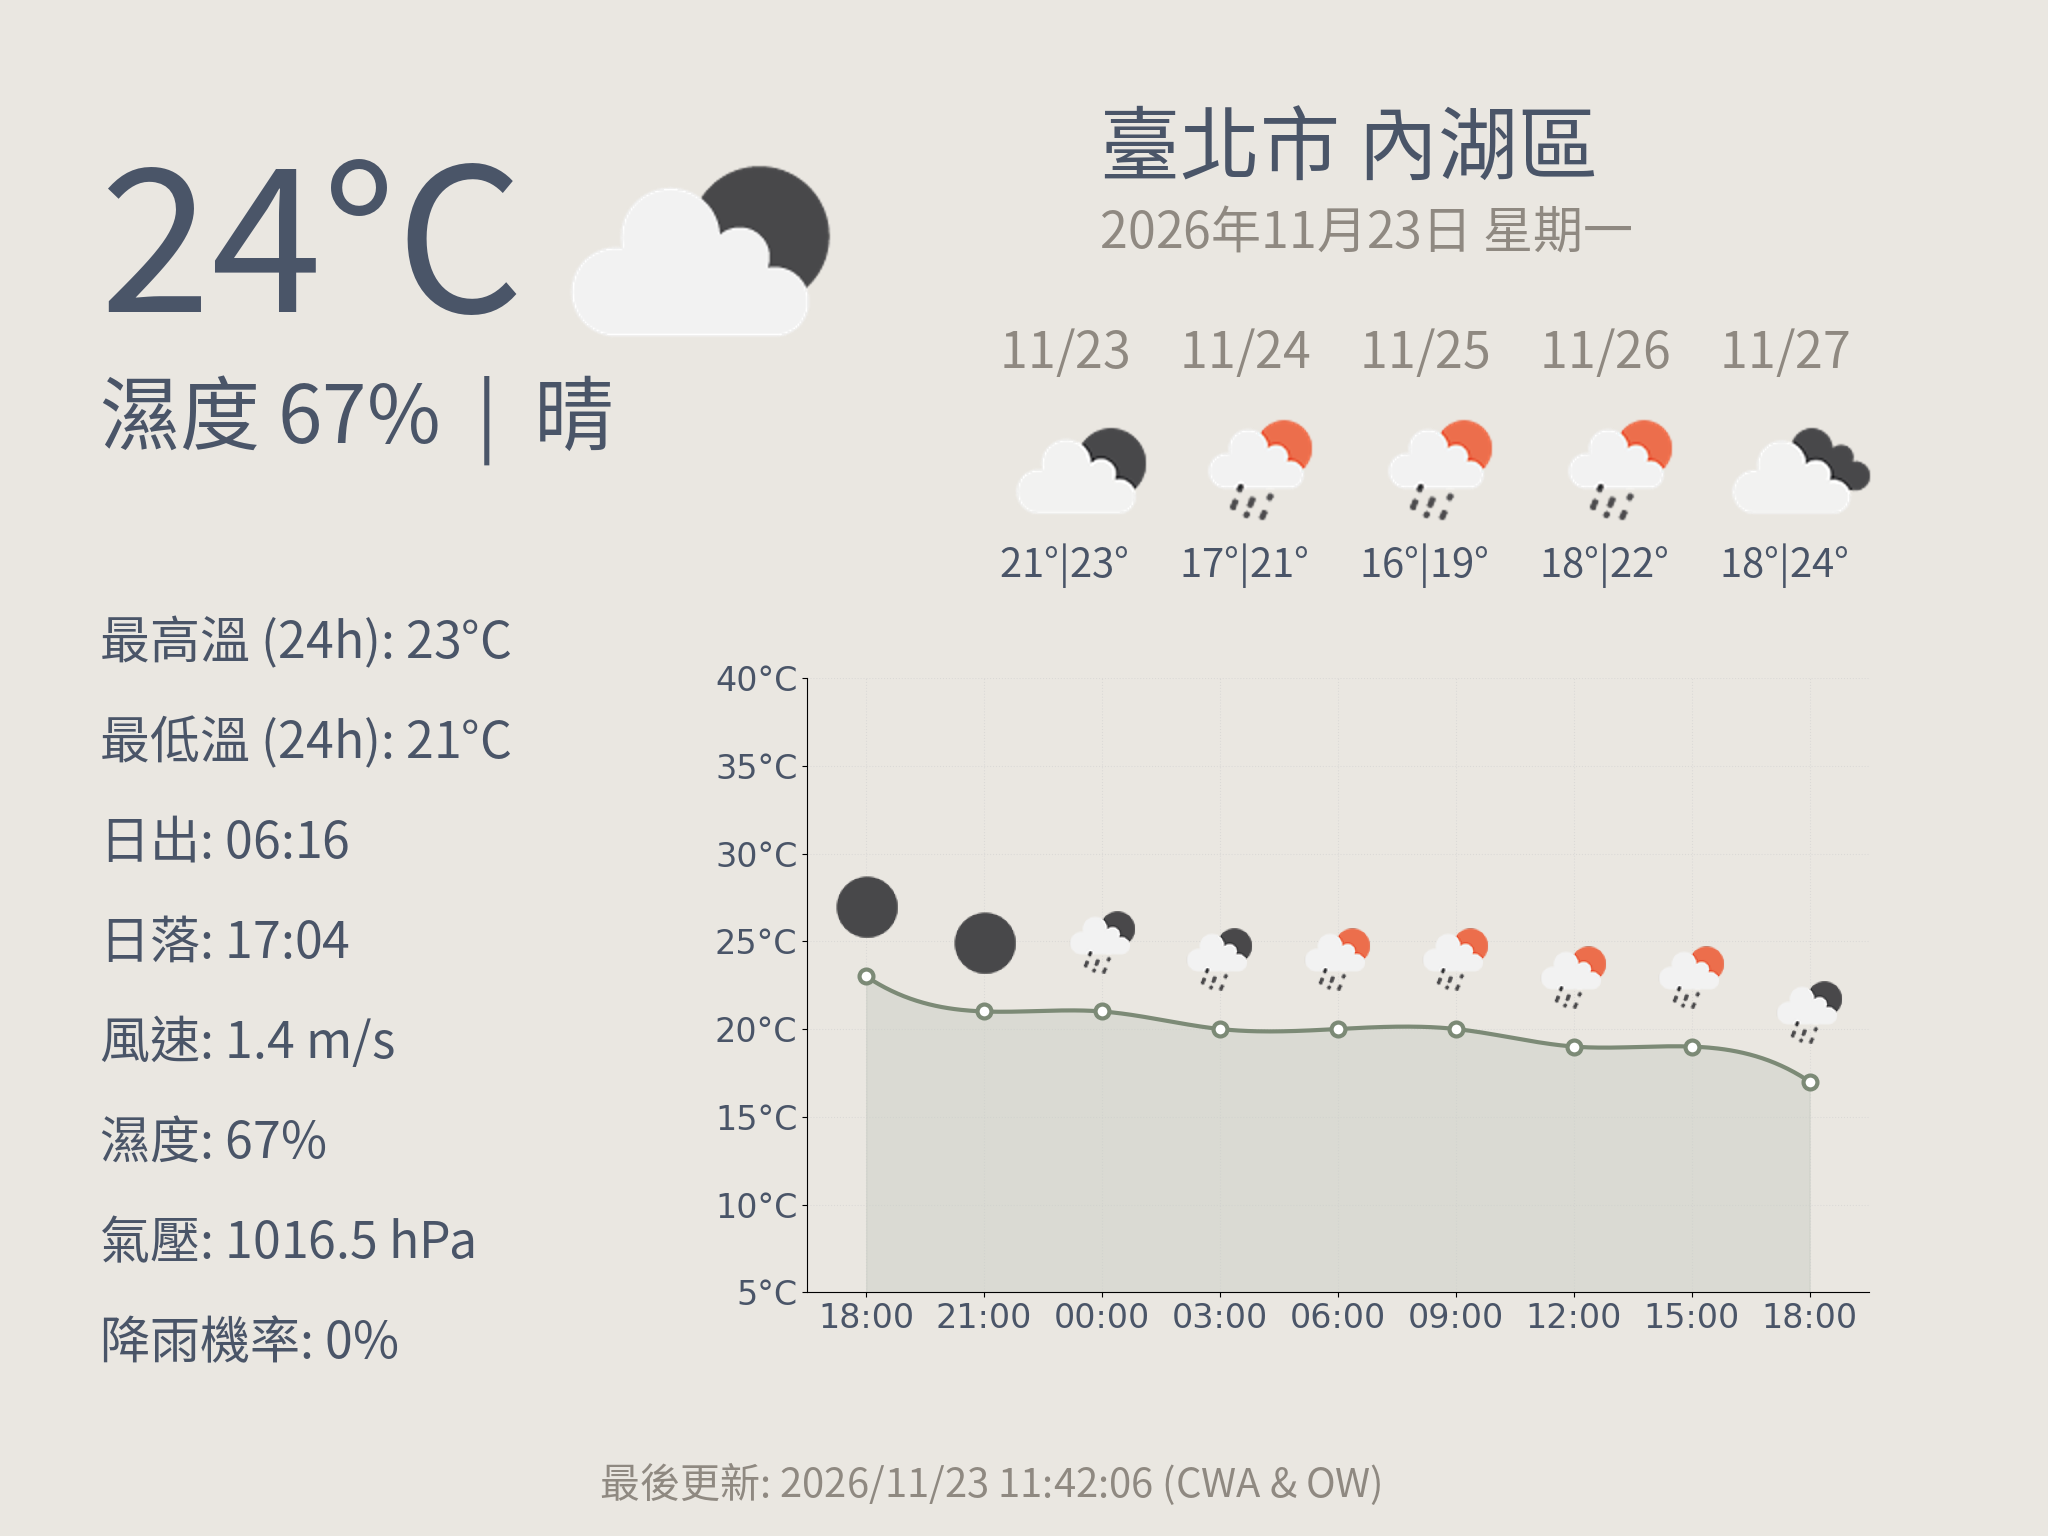 24°C
濕度 67% | 晴
臺北市 內湖區
2026年11月23日 星期一
11/23 11/24 11/25 11/26 11/27
21°|23° 17°|21° 16°|19° 18°|22° 18°|24°
最高溫 (24h): 23°C
最低溫 (24h): 21°C
日出: 06:16
日落: 17:04
風速: 1.4 m/s
濕度: 67%
氣壓: 1016.5 hPa
降雨機率: 0%
40°C
35°C
30°C
25°C
20°C
15°C
10°C
5°C
18:00 21:00 00:00 03:00 06:00 09:00 12:00 15:00 18:00
最後更新: 2026/11/23 11:42:06 (CWA & OW)